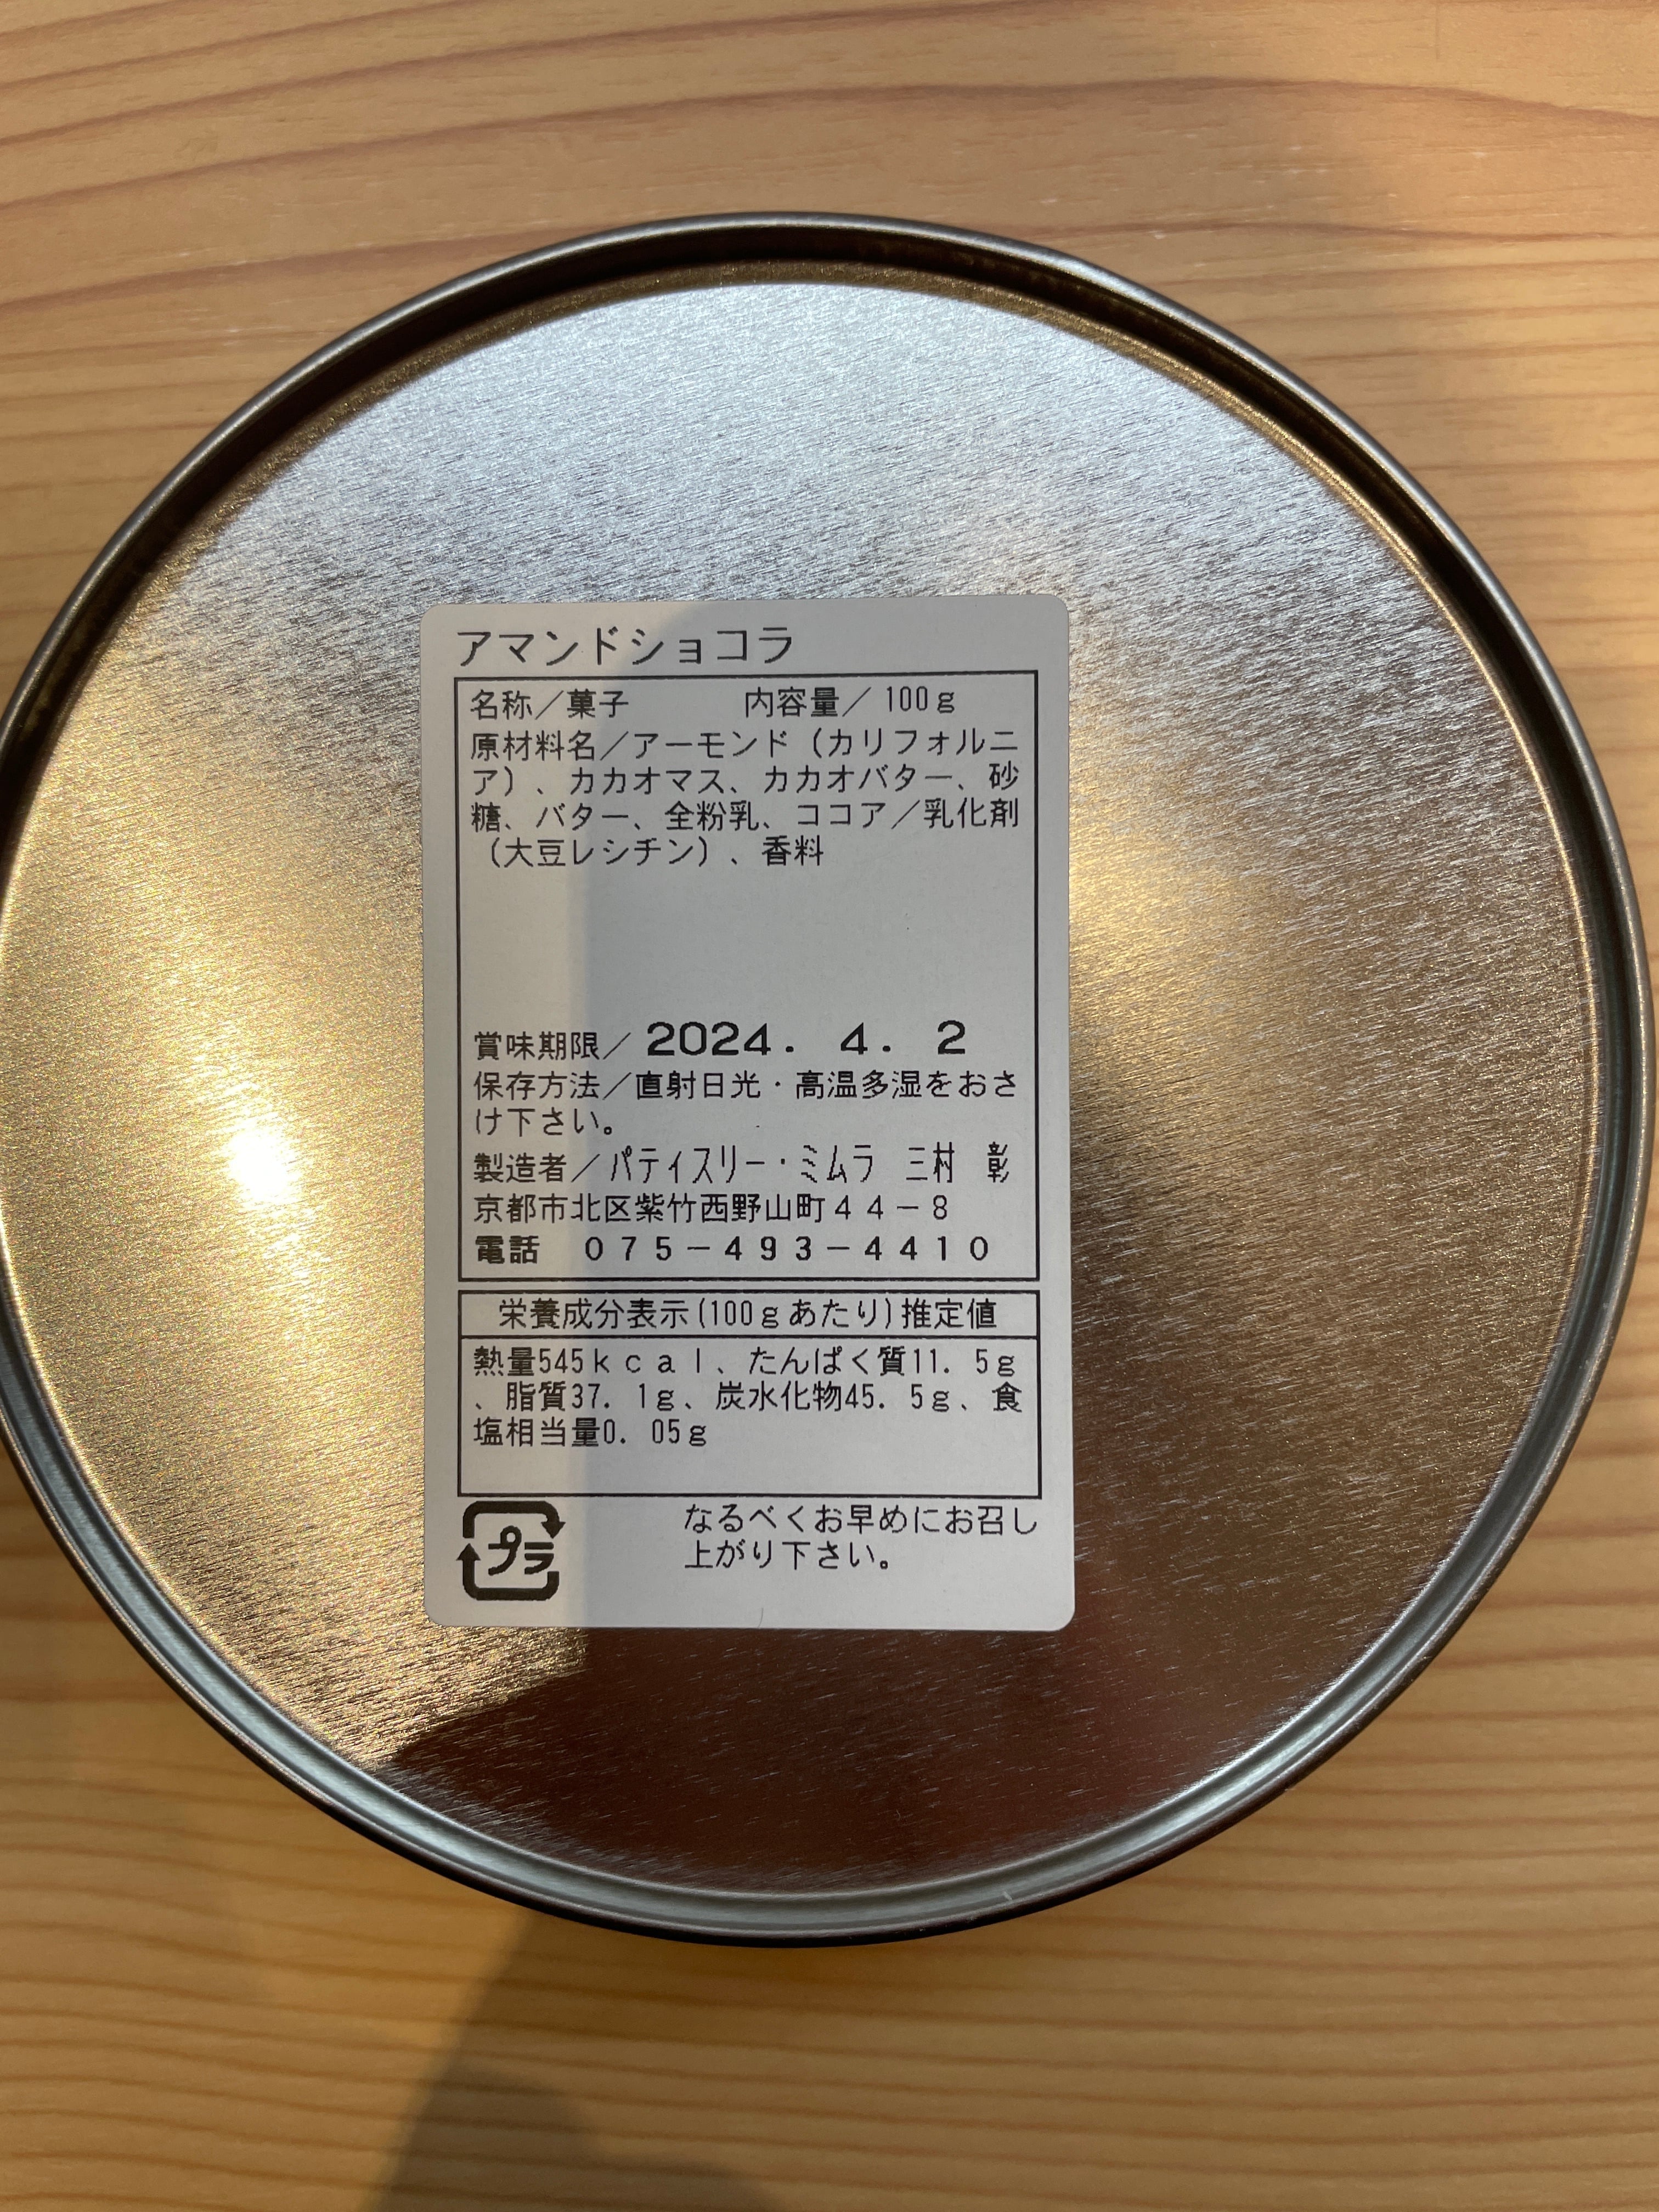 アマンドショコラ
名称／菓子　内容量／100g
原材料名／アーモンド（カリフォルニ
ア）、カカオマス、カカオバター、砂
糖、バター、全粉乳、ココア／乳化剤
（大豆レシチン）、香料
賞味期限／2024. 4. 2
保存方法／直射日光・高温多湿をおさ
け下さい。
製造者／パティスリー・ミムラ　三村　彰
京都市北区紫竹西野山町４４－８
電話　０７５－４９３－４４１０
栄養成分表示(100gあたり)推定値
熱量545ｋｃａｌ、たんぱく質11. 5g
、脂質37. 1g、炭水化物45. 5g、食
塩相当量0. 05g
なるべくお早めにお召し
上がり下さい。
プラ